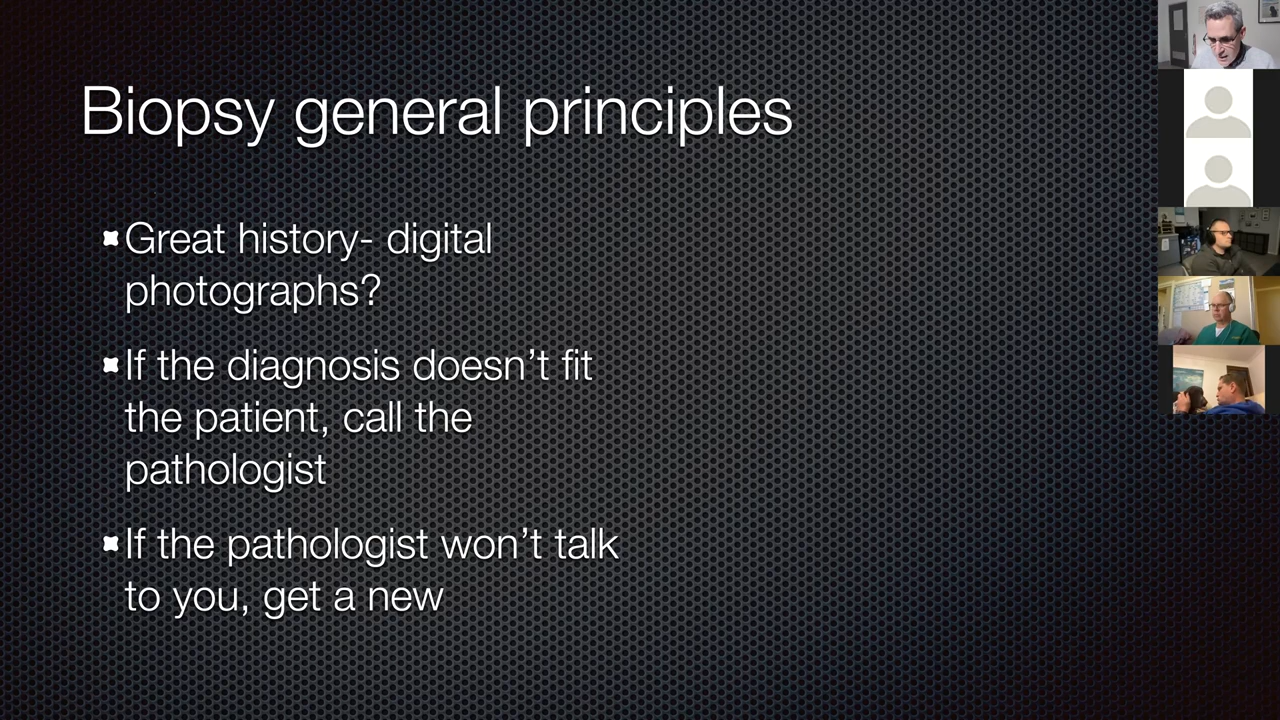 Biopsy general principles
Great history- digital
photographs?
If the diagnosis doesn’t fit
the patient, call the
pathologist
If the pathologist won’t talk
to you, get a new